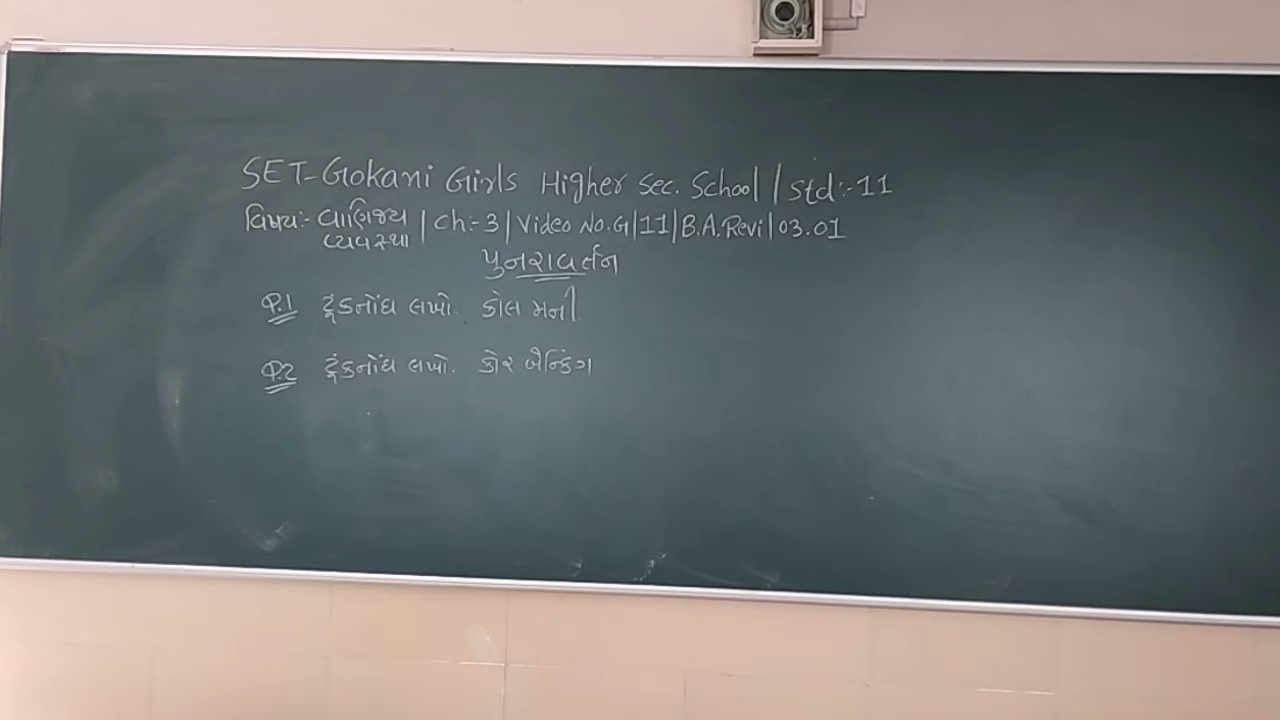 SET-Gokani Girls Higher Sec. School / Std:- 11
વિષય:- વાણિજ્ય વ્યવસ્થા | Ch:- 3 | Video No. G | 11 | B.A. Revi | 03.01
પુનરાવર્તન
Q.1 ટૂંકનોંધ લખો. કોલ મની
Q.2 ટૂંકનોંધ લખો. કોર બૅન્કિંગ